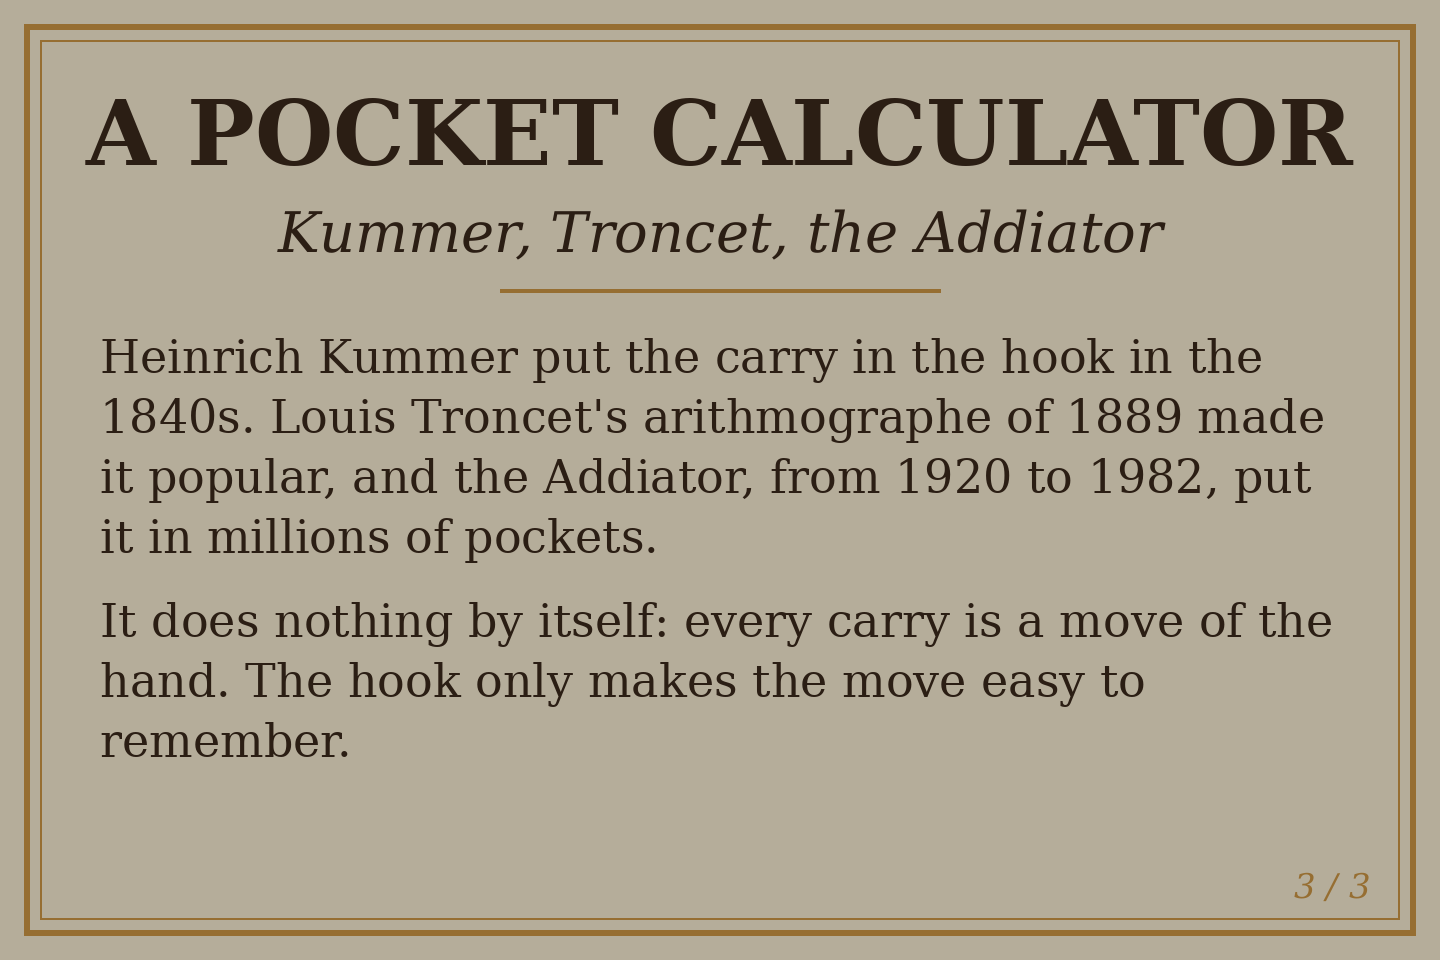 A POCKET CALCULATOR
Kummer, Troncet, the Addiator
Heinrich Kummer put the carry in the hook in the
1840s. Louis Troncet's arithmographe of 1889 made
it popular, and the Addiator, from 1920 to 1982, put
it in millions of pockets.
It does nothing by itself: every carry is a move of the
hand. The hook only makes the move easy to
remember.
3 / 3